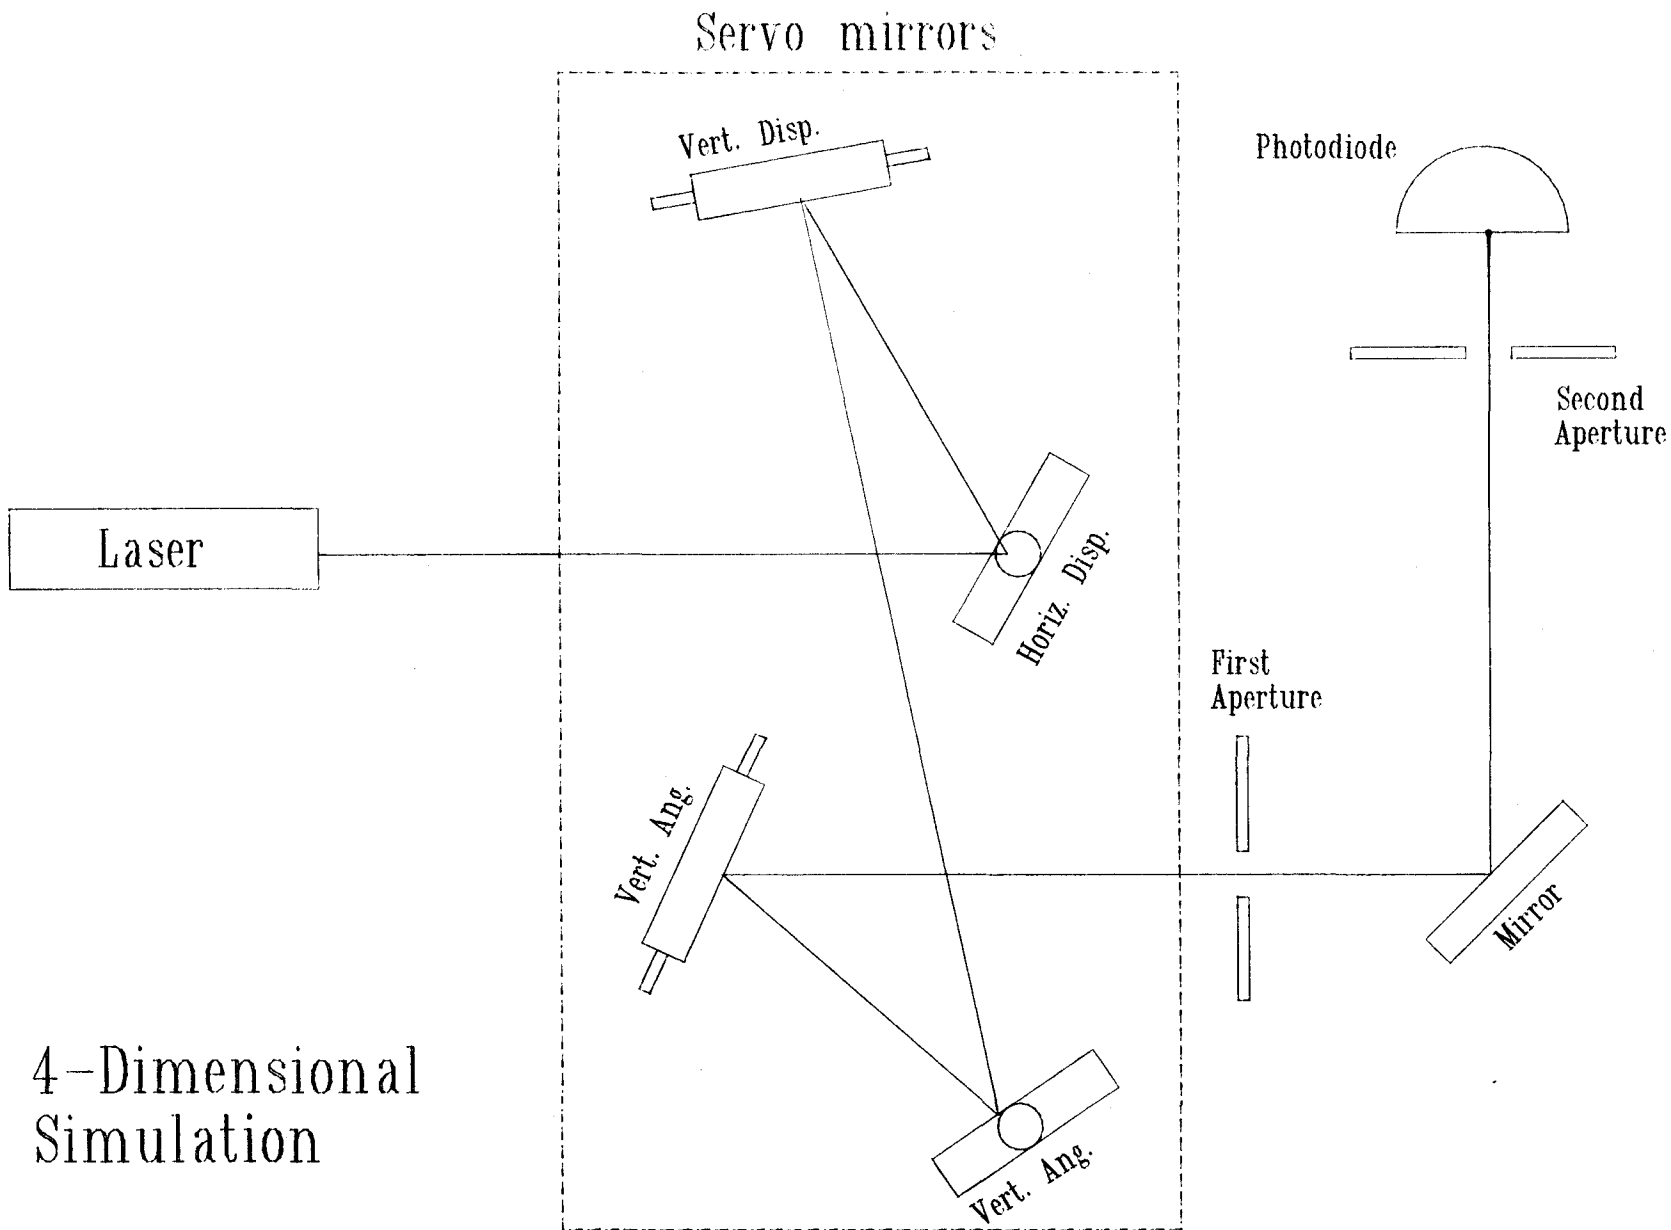 Servo mirrors
Vert. Disp.
Photodiode
Second
Aperture
Laser
Horiz. Disp.
First
Aperture
Vert. Ang.
Mirror
4-Dimensional
Simulation
Vert. Ang.